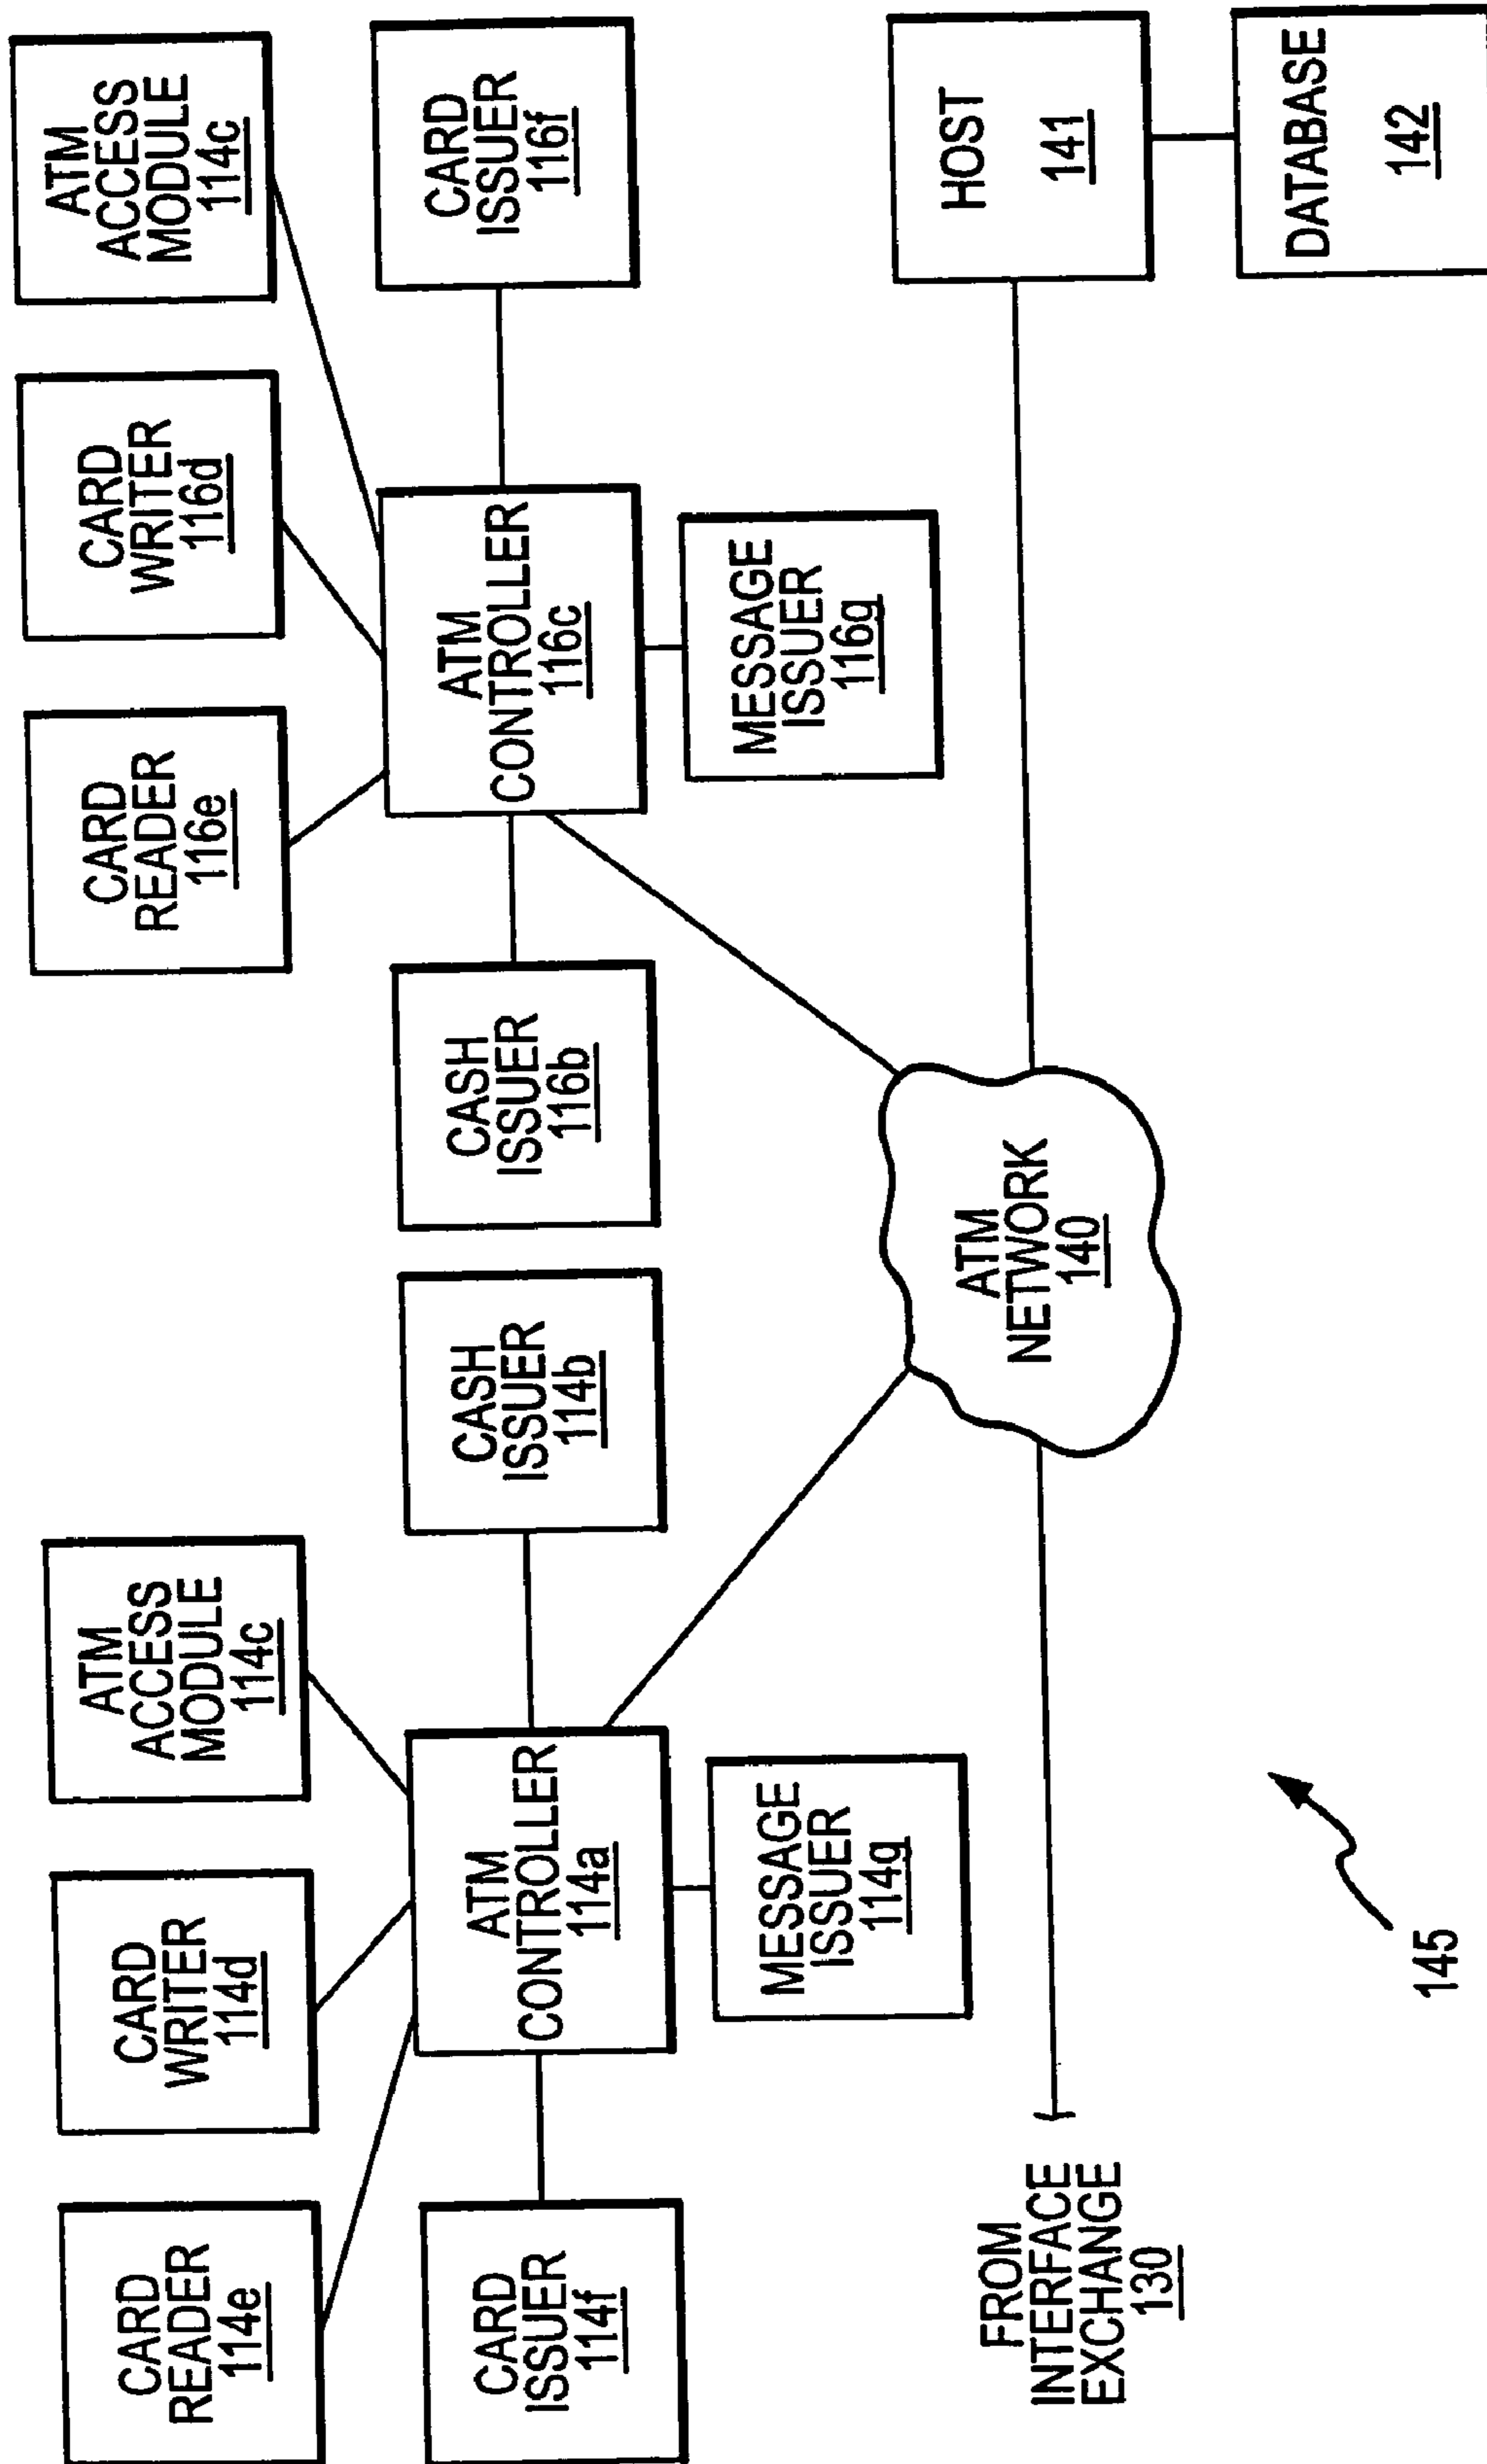 CARD
READER
114e
CARD
WRITER
114d
ATM
ACCESS
MODULE
114c
CARD
READER
116e
CARD
WRITER
116d
ATM
ACCESS
MODULE
114c
CARD
ISSUER
114f
ATM
CONTROLLER
114a
CASH
ISSUER
114b
CASH
ISSUER
116b
ATM
CONTROLLER
116c
CARD
ISSUER
116f
MESSAGE
ISSUER
114g
MESSAGE
ISSUER
116g
FROM
INTERFACE
EXCHANGE
130
ATM
NETWORK
140
HOST
141
DATABASE
142
145